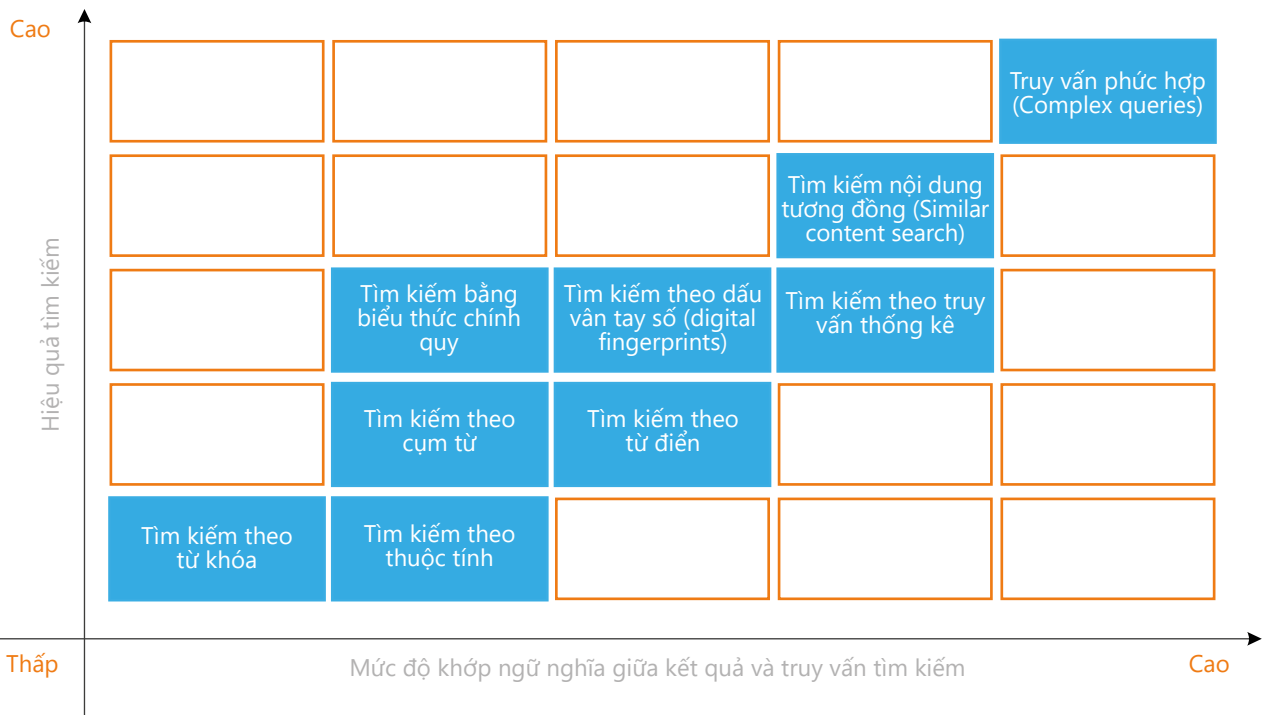 Cao
Truy vấn phức hợp
(Complex queries)
Tìm kiếm nội dung
tương đồng (Similar
content search)
Hiệu quả tìm kiếm
Tìm kiếm bằng
biểu thức chính
quy
Tìm kiếm theo dấu
vân tay số (digital
fingerprints)
Tìm kiếm theo truy
vấn thống kê
Tìm kiếm theo
cụm từ
Tìm kiếm theo
từ điển
Tìm kiếm theo
từ khóa
Tìm kiếm theo
thuộc tính
Thấp
Mức độ khớp ngữ nghĩa giữa kết quả và truy vấn tìm kiếm
Cao